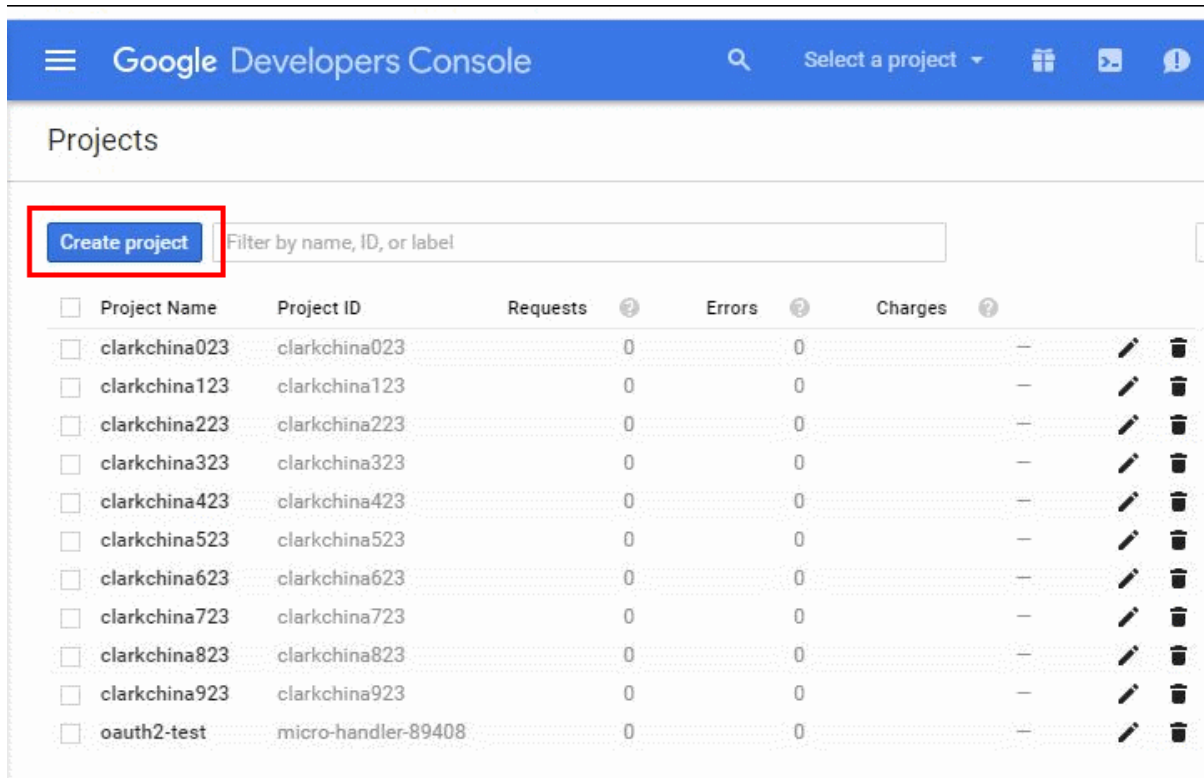 Google Developers Console Select a project
Projects
Create project Filter by name, ID, or label
Project Name Project ID Requests Errors Charges
clarkchina023 clarkchina023 0 0 —
clarkchina123 clarkchina123 0 0 —
clarkchina223 clarkchina223 0 0 —
clarkchina323 clarkchina323 0 0 —
clarkchina423 clarkchina423 0 0 —
clarkchina523 clarkchina523 0 0 —
clarkchina623 clarkchina623 0 0 —
clarkchina723 clarkchina723 0 0 —
clarkchina823 clarkchina823 0 0 —
clarkchina923 clarkchina923 0 0 —
oauth2-test micro-handler-89408 0 0 —